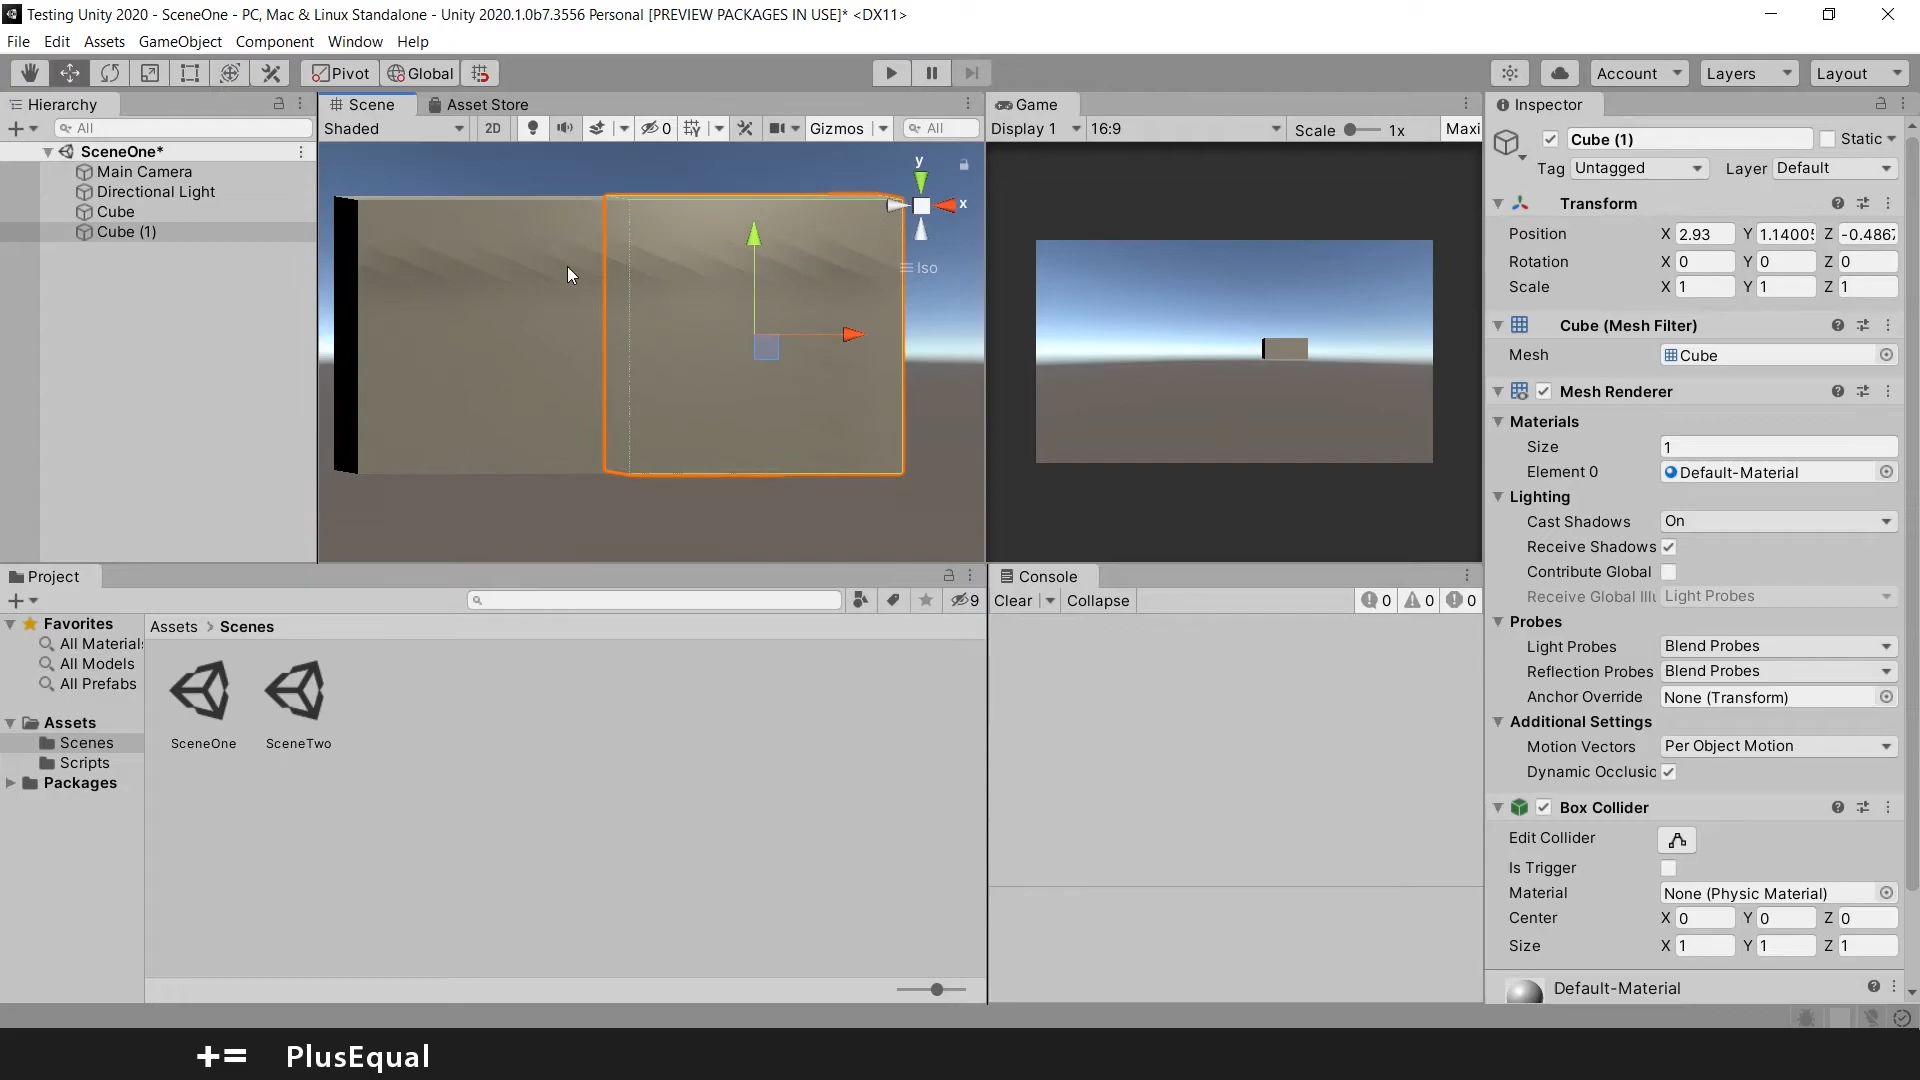 Testing Unity 2020 - SceneOne - PC, Mac & Linux Standalone - Unity 2020.1.0b7.3556 Personal [PREVIEW PACKAGES IN USE]* <DX11>
File Edit Assets GameObject Component Window Help
Pivot Global Account Layers Layout
Hierarchy
All
SceneOne*
Main Camera
Directional Light
Cube
Cube (1)
Scene Asset Store
Shaded 2D 0 Gizmos All
y
x
Iso
Game
Display 1 16:9 Scale 1x Maxi
Inspector
Cube (1) Static
Tag Untagged Layer Default
Transform
Position X 2.93 Y 1.14005 Z -0.4867
Rotation X 0 Y 0 Z 0
Scale X 1 Y 1 Z 1
Cube (Mesh Filter)
Mesh Cube
Mesh Renderer
Materials
Size 1
Element 0 Default-Material
Lighting
Cast Shadows On
Receive Shadows
Contribute Global
Receive Global Illu Light Probes
Probes
Light Probes Blend Probes
Reflection Probes Blend Probes
Anchor Override None (Transform)
Additional Settings
Motion Vectors Per Object Motion
Dynamic Occlusic
Box Collider
Edit Collider
Is Trigger
Material None (Physic Material)
Center X 0 Y 0 Z 0
Size X 1 Y 1 Z 1
Default-Material
Project
9
Favorites
All Materials
All Models
All Prefabs
Assets
Scenes
Scripts
Packages
Assets > Scenes
SceneOne SceneTwo
Console
Clear Collapse 0 0 0
+= PlusEqual